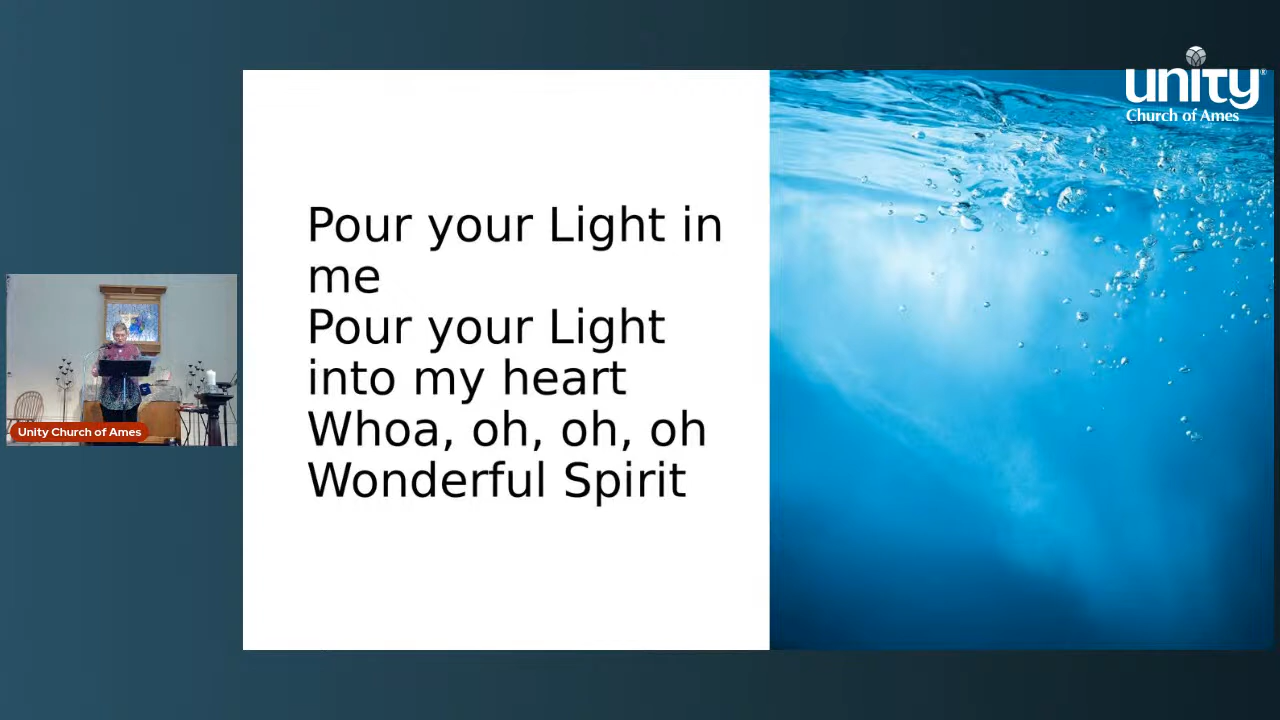 unity®
Church of Ames
Pour your Light in
me
Pour your Light
into my heart
Whoa, oh, oh, oh
Wonderful Spirit
Unity Church of Ames